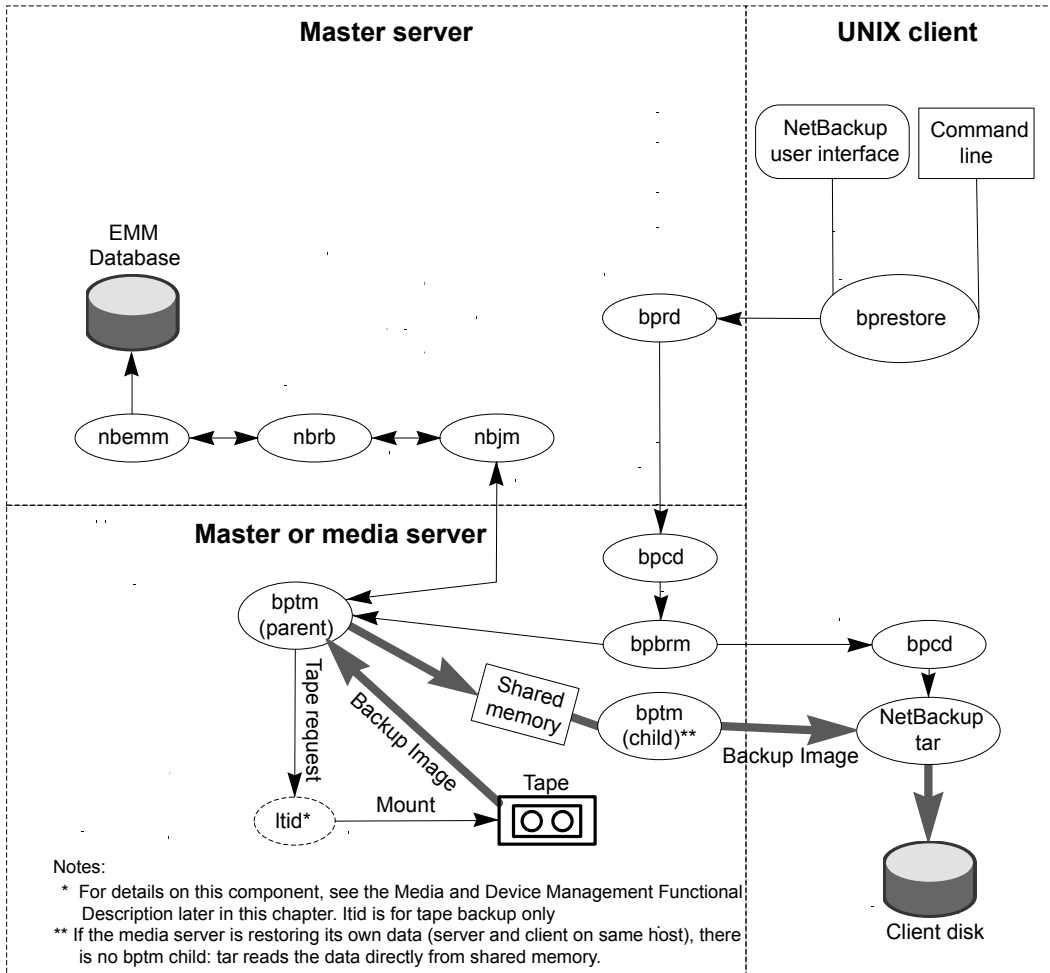 Master server
UNIX client
NetBackup
user interface
Command
line
EMM
Database
bprd
bprestore
nbemm
nbrb
nbjm
Master or media server
bpcd
bptm
(parent)
bpbrm
bpcd
Tape request
Backup Image
Shared
memory
bptm
(child)**
Backup Image
NetBackup
tar
ltid*
Mount
Tape
Client disk
Notes:
* For details on this component, see the Media and Device Management Functional
Description later in this chapter. ltid is for tape backup only
** If the media server is restoring its own data (server and client on same host), there
is no bptm child: tar reads the data directly from shared memory.